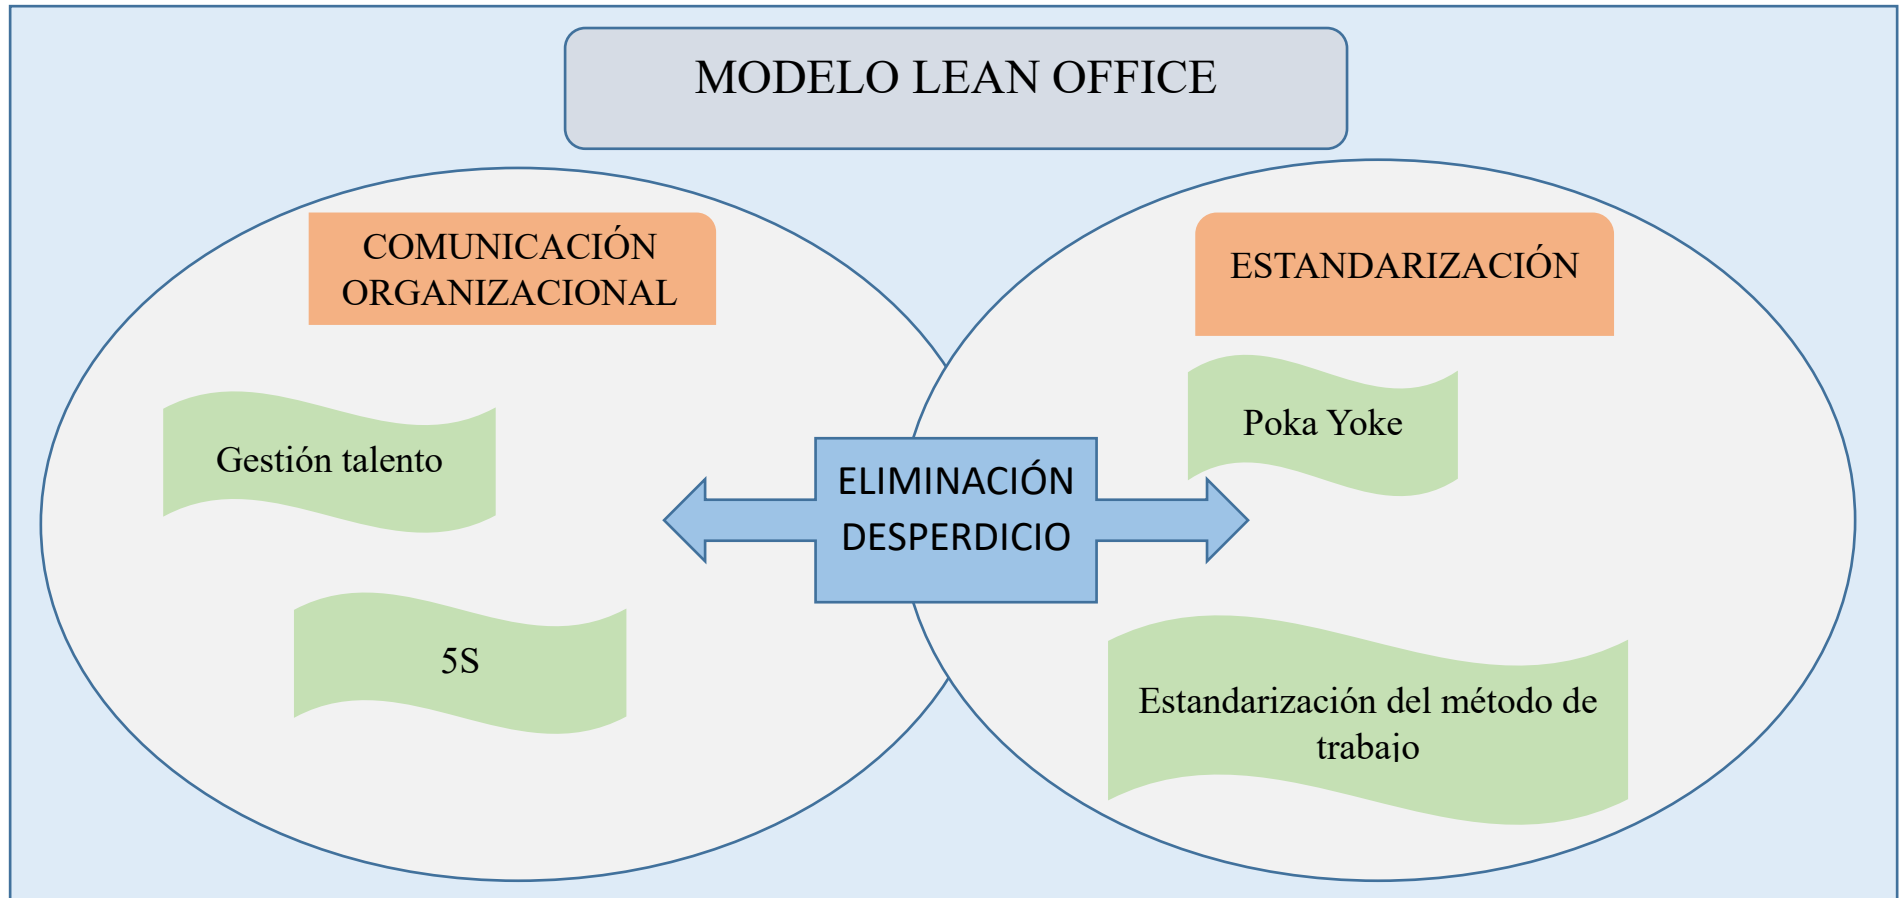 MODELO LEAN OFFICE
COMUNICACIÓN
ORGANIZACIONAL
Gestión talento
5S
ELIMINACIÓN
DESPERDICIO
ESTANDARIZACIÓN
Poka Yoke
Estandarización del método de
trabajo